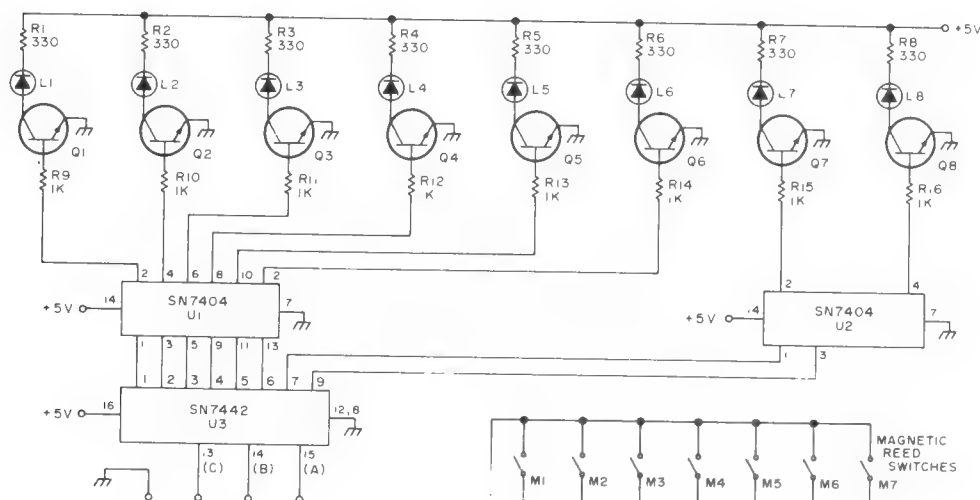 R1 330
R2 330
R3 330
R4 330
R5 330
R6 330
R7 330
R8 330
+5V
L1
L2
L3
L4
L5
L6
L7
L8
Q1
Q2
Q3
Q4
Q5
Q6
Q7
Q8
R9 1K
R10 1K
R11 1K
R12 1K
R13 1K
R14 1K
R15 1K
R16 1K
2 4 6 8 10 2
+5V 14 SN7404 7
U1
1 3 5 9 11 13
2 4
+5V 14 SN7404 7
U2
1 3
1 2 3 4 5 6 7 9
+5V 16 SN7442 12,8
U3
13 14 15
(C) (B) (A)
MAGNETIC
REED
SWITCHES
M1 M2 M3 M4 M5 M6 M7